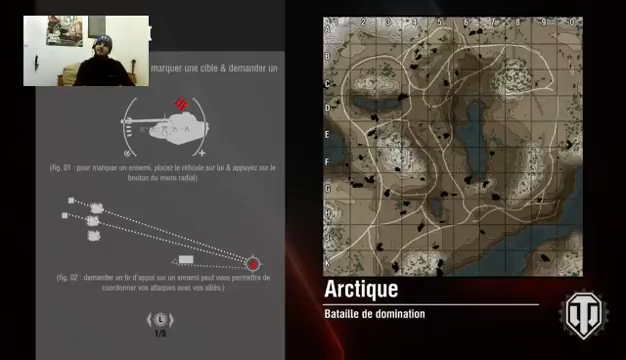 marquer une cible & demander un
(fig. 01 : pour marquer un ennemi, placez le réticule sur lui & appuyez sur le
bouton du menu radial)
(fig. 02 : demander un tir d'appui sur un ennemi peut vous permettre de
coordonner vos attaques avec vos alliés.)
L
1/5
1 2 3 4 5 6 7 8 9 0
A
B
C
D
E
F
G
H
J
K
Arctique
Bataille de domination